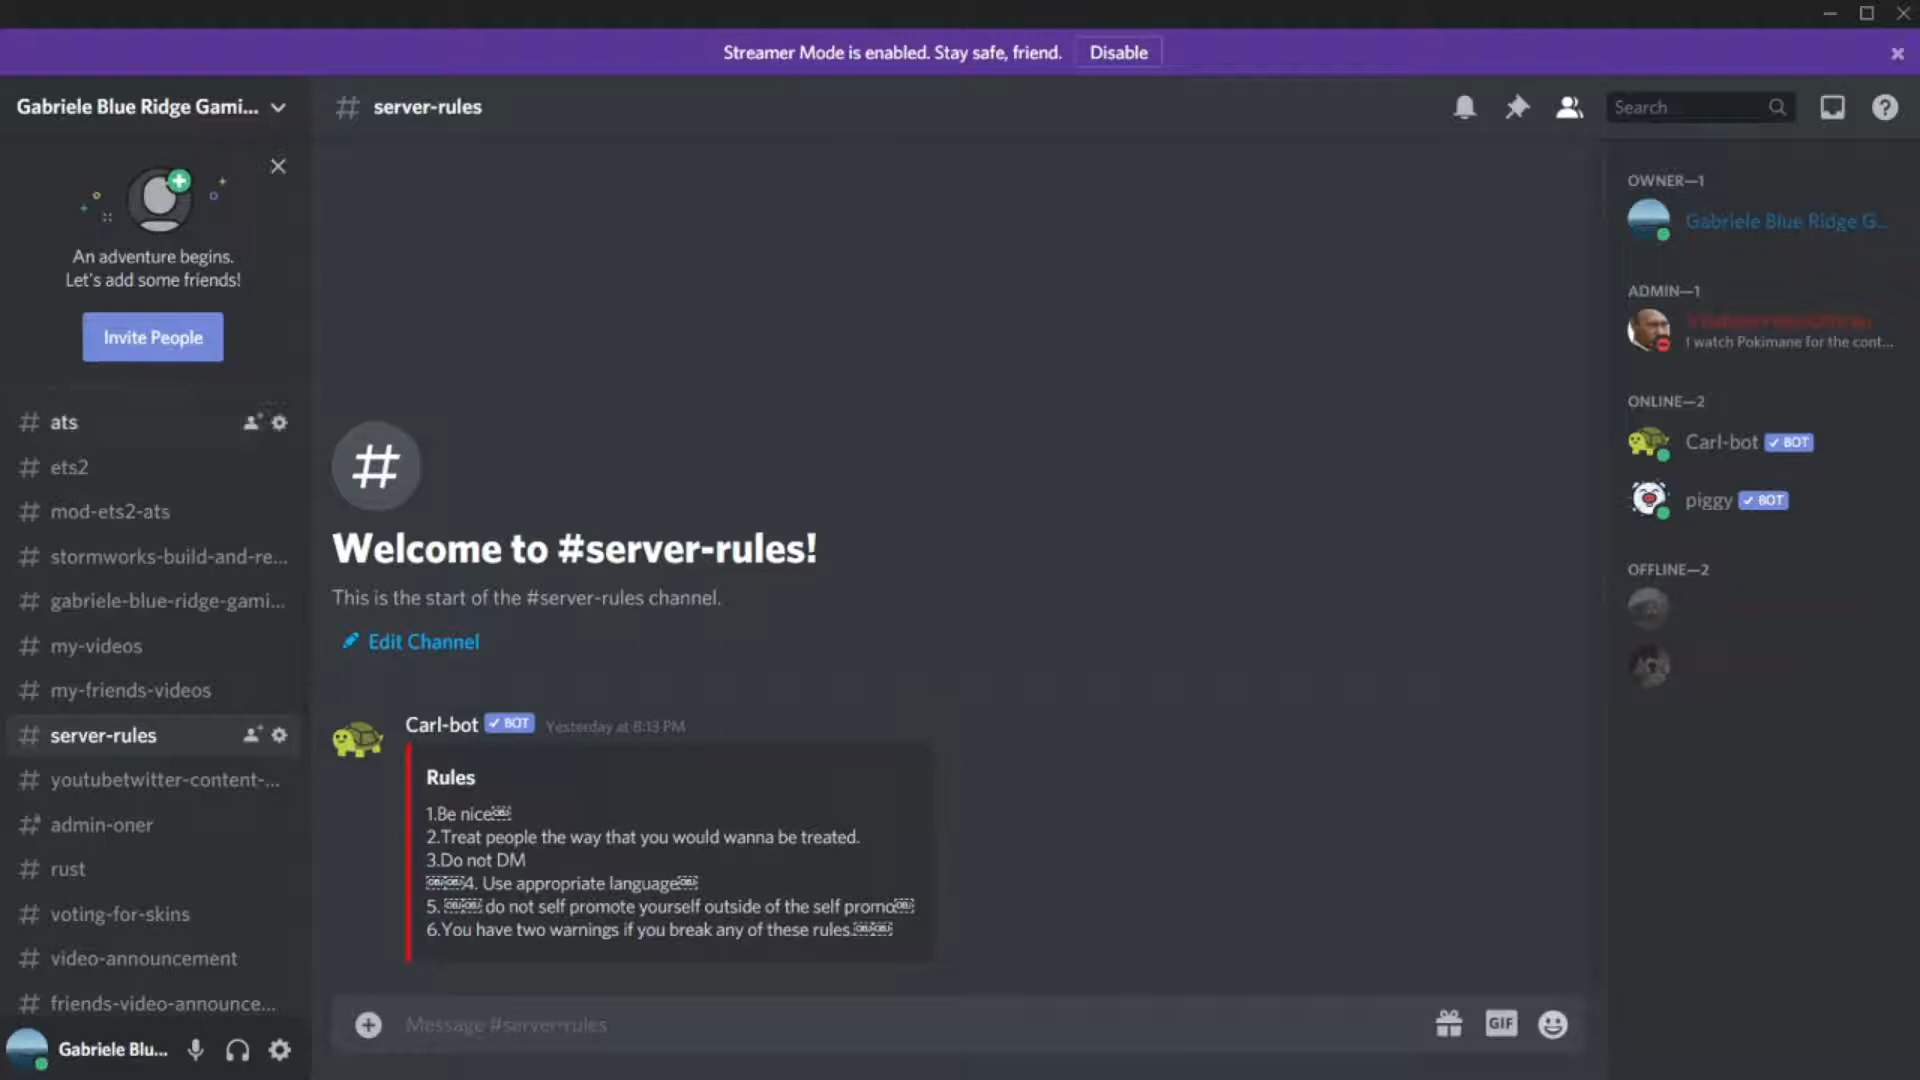 Streamer Mode is enabled. Stay safe, friend. Disable
Gabriele Blue Ridge Gami...
# server-rules
Search
An adventure begins.
Let's add some friends!
Invite People
# ats
# ets2
# mod-ets2-ats
# stormworks-build-and-re...
# gabriele-blue-ridge-gami...
# my-videos
# my-friends-videos
# server-rules
# youtubetwitter-content-...
# admin-oner
# rust
# voting-for-skins
# video-announcement
# friends-video-announce...
Gabriele Blu...
#
Welcome to #server-rules!
This is the start of the #server-rules channel.
Edit Channel
Carl-bot BOT Yesterday at 8:13 PM
Rules
1.Be nice￼
2.Treat people the way that you would wanna be treated.
3.Do not DM
￼￼4. Use appropriate language￼
5. ￼￼ do not self promote yourself outside of the self promo￼
6.You have two warnings if you break any of these rules.￼￼
Message #server-rules
GIF
OWNER—1
Gabriele Blue Ridge G...
ADMIN—1
I watch Pokimane for the cont...
ONLINE—2
Carl-bot BOT
piggy BOT
OFFLINE—2